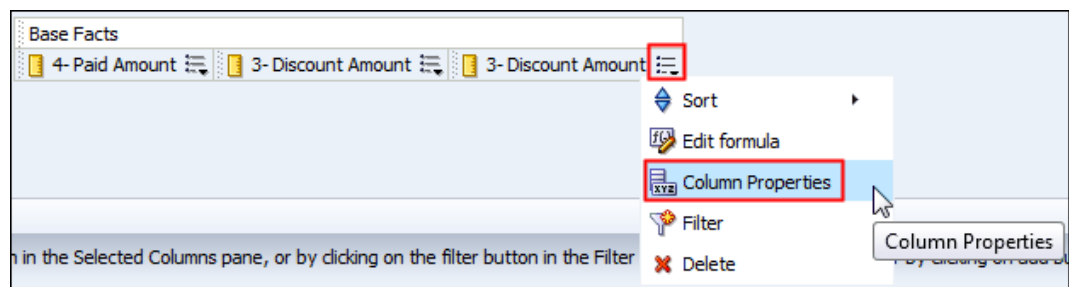 Base Facts
4- Paid Amount 3- Discount Amount 3- Discount Amount
Sort
Edit formula
XYZ Column Properties
Filter
Column Properties
in the Selected Columns pane, or by clicking on the filter button in the Filter
by clicking on add
Delete